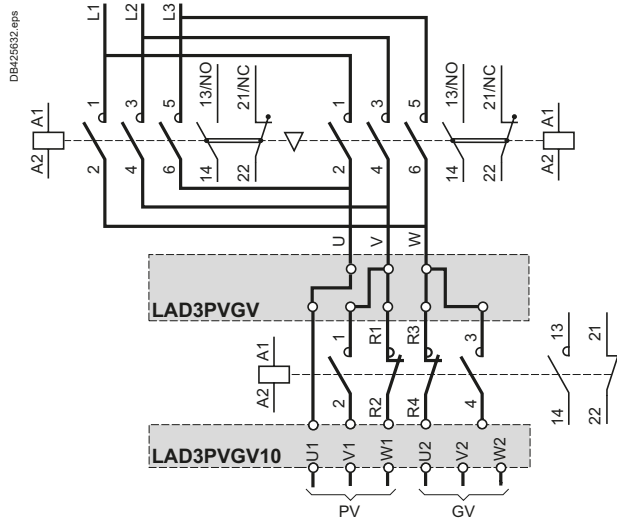 DB425632.eps
L1
L2
L3
A1
A2
1
3
5
13/NO
21/NC
2
4
6
14
22
1
3
5
13/NO
21/NC
2
4
6
14
22
A1
A2
U
V
W
LAD3PVGV
A1
A2
1
R1
R3
3
13
21
2
R2
R4
4
14
22
LAD3PVGV10
U1
V1
W1
U2
V2
W2
PV
GV